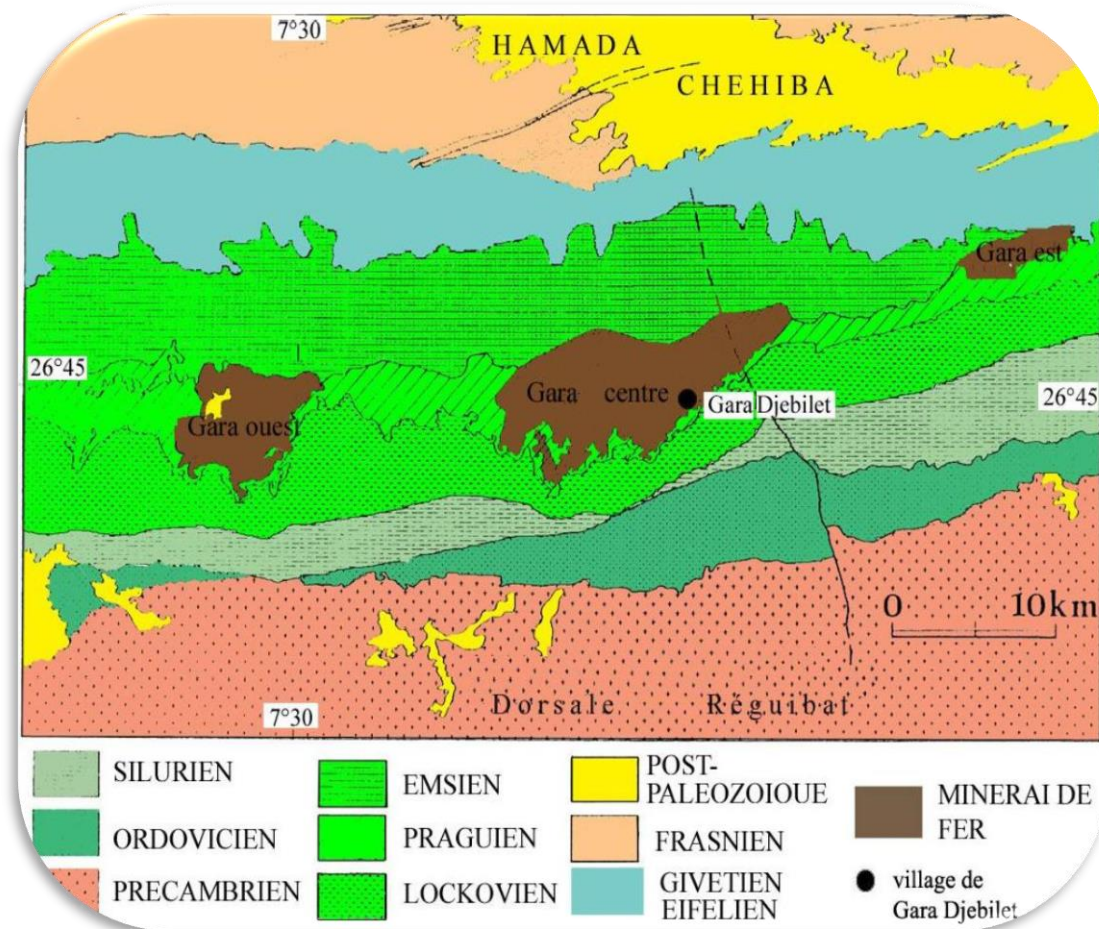 7°30
HAMADA
CHEHIBA
Gara est
26°45
Gara centre
Gara Djebilet
26°45
Gara ouest
0 10km
Dorsale Réguibat
7°30
SILURIEN
ORDOVICIEN
PRECAMBRIEN
EMSIEN
PRAGUIEN
LOCKOVIEN
POST-
PALEOZOIOUE
FRASNIEN
GIVETIEN
EIFELIEN
MINERAI DE
FER
village de
Gara Djebilet